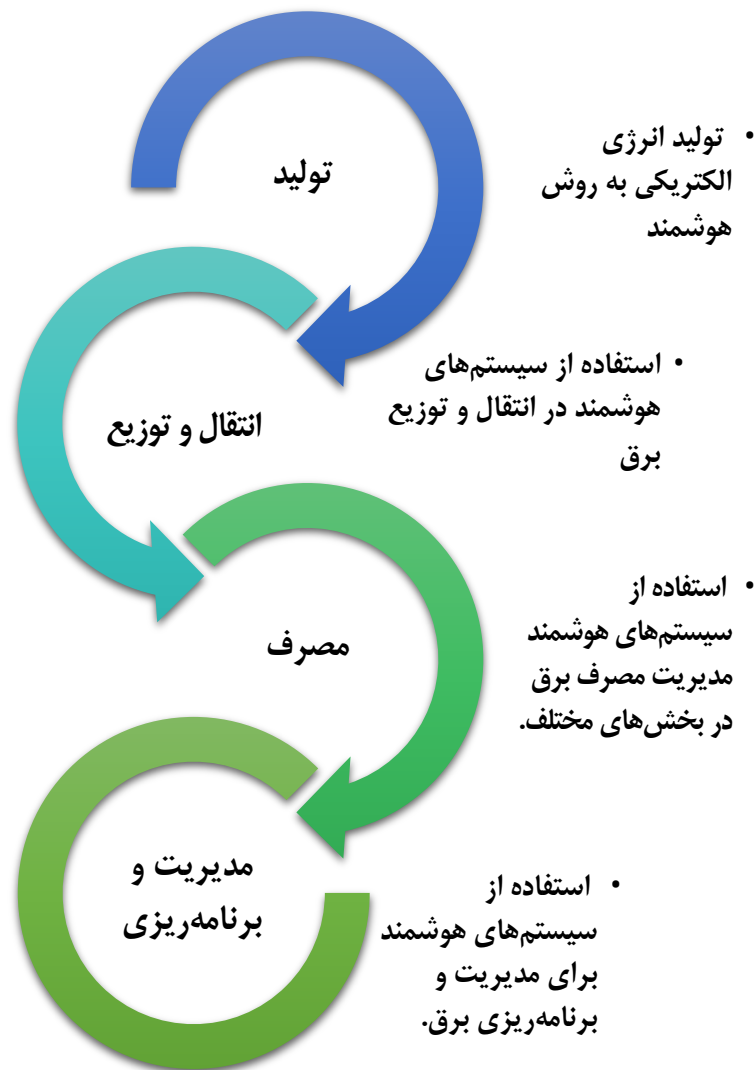 تولید
• تولید انرژی
الکتریکی به روش
هوشمند
انتقال و توزیع
• استفاده از سیستم‌های
هوشمند در انتقال و توزیع
برق
مصرف
• استفاده از
سیستم‌های هوشمند
مدیریت مصرف برق
در بخش‌های مختلف.
مدیریت و
برنامه‌ریزی
• استفاده از
سیستم‌های هوشمند
برای مدیریت و
برنامه‌ریزی برق.